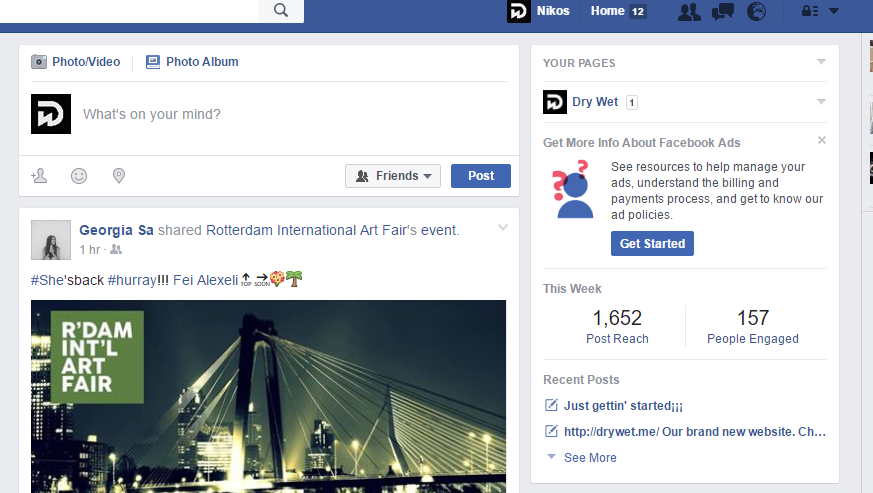 Nikos
Home 12
Photo/Video
Photo Album
What's on your mind?
Friends
Post
Georgia Sa shared Rotterdam International Art Fair's event.
1 hr ·
#She'sback #hurray!!! Fei Alexeli TOP SOON
R'DAM
INT'L
ART
FAIR
YOUR PAGES
Dry Wet 1
Get More Info About Facebook Ads
See resources to help manage your
ads, understand the billing and
payments process, and get to know our
ad policies.
Get Started
This Week
1,652
Post Reach
157
People Engaged
Recent Posts
Just gettin' started¡¡¡
http://drywet.me/ Our brand new website. Ch...
See More